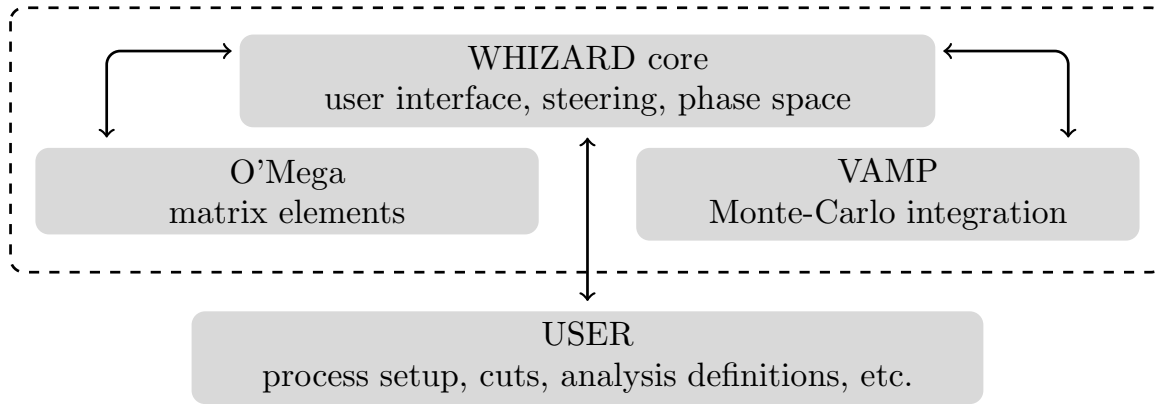 WHIZARD core
user interface, steering, phase space
O'Mega
matrix elements
VAMP
Monte-Carlo integration
USER
process setup, cuts, analysis definitions, etc.